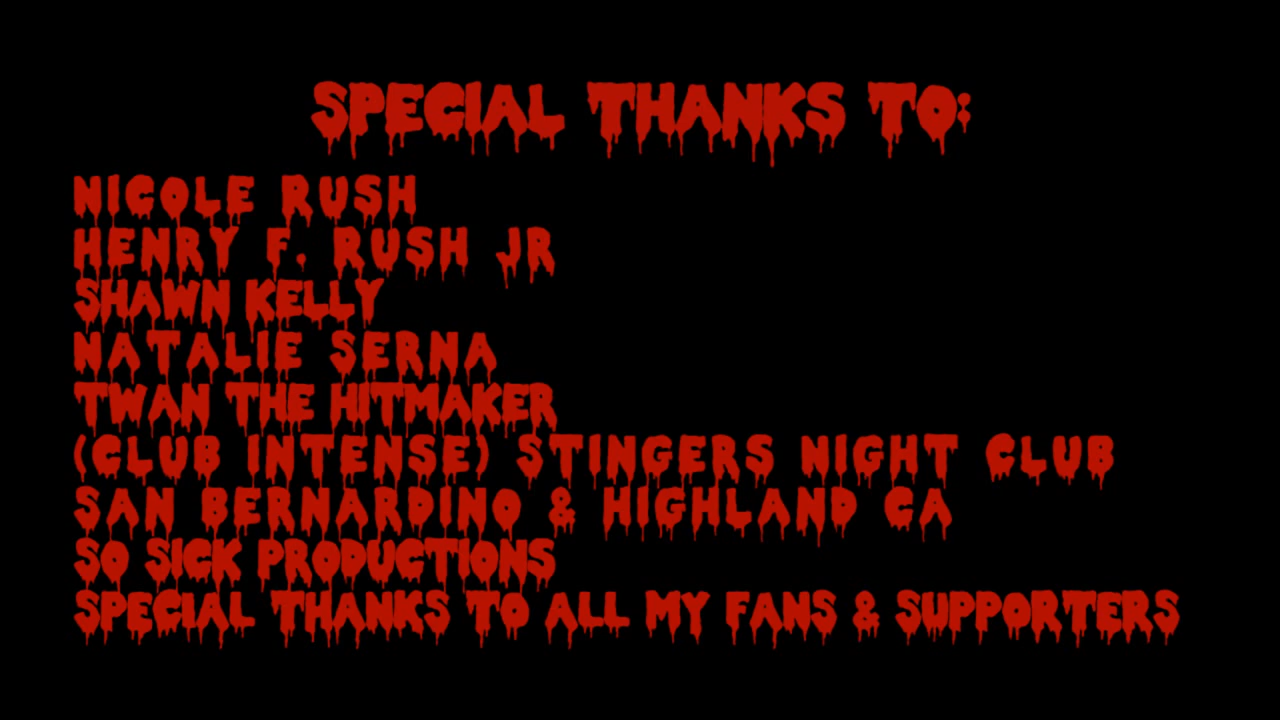 SPECIAL THANKS TO:
NICOLE RUSH
HENRY F. RUSH JR
SHAWN KELLY
NATALIE SERNA
TWAN THE HITMAKER
(CLUB INTENSE) STINGERS NIGHT CLUB
SAN BERNARDINO & HIGHLAND CA
SO SICK PRODUCTIONS
SPECIAL THANKS TO ALL MY FANS & SUPPORTERS